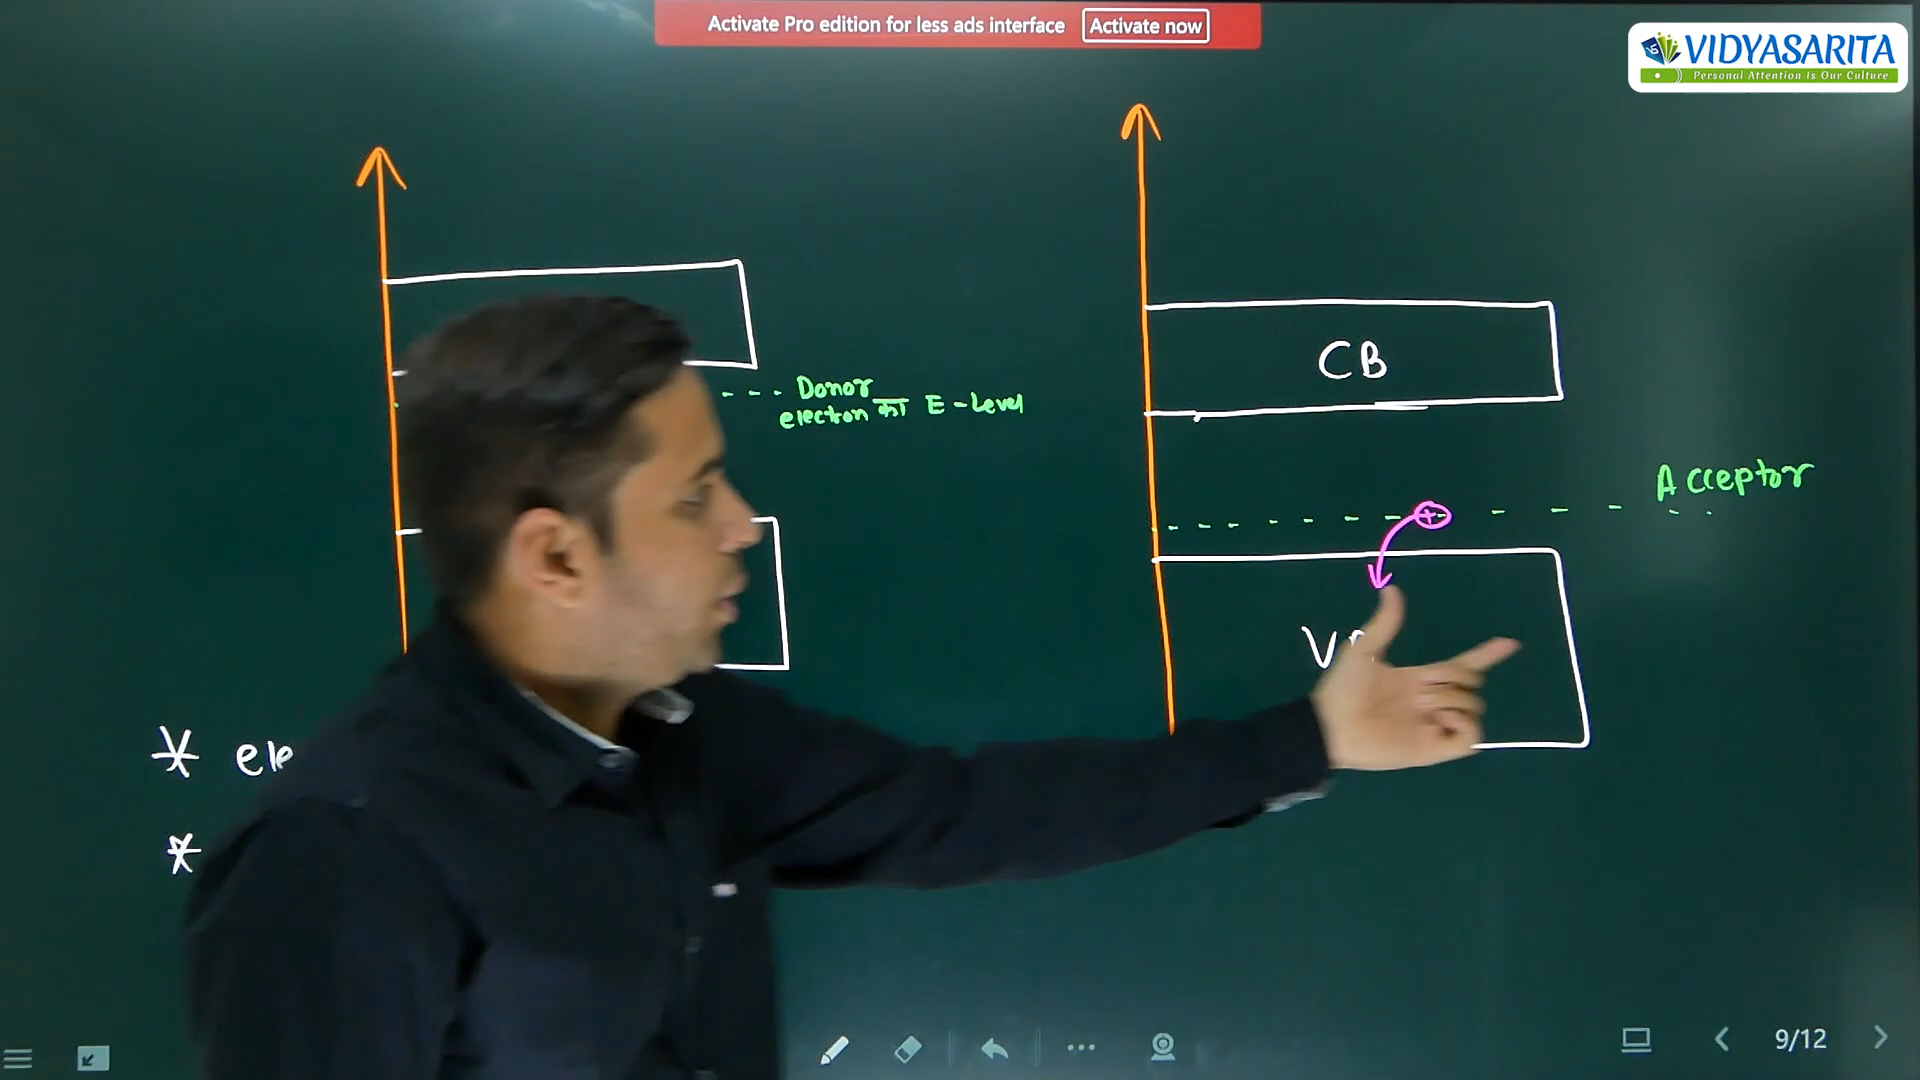 Activate Pro edition for less ads interface Activate now
VIDYASARITA
Personal Attention Is Our Culture
Donor
electron का E-Level
CB
Acceptor
V
* ele
*
9/12